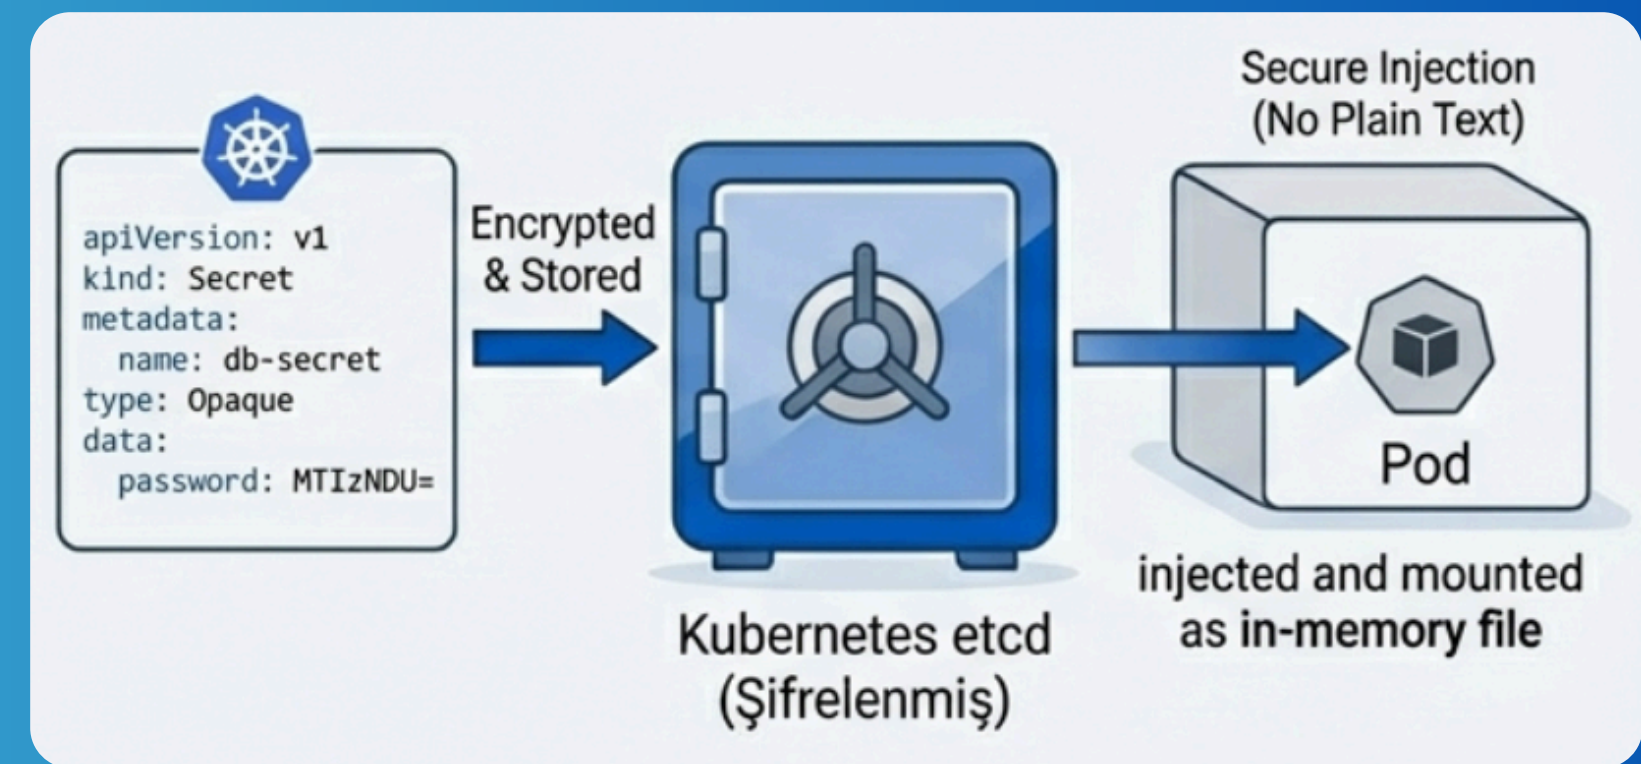 apiVersion: v1
kind: Secret
metadata:
  name: db-secret
type: Opaque
data:
  password: MTIzNDU=
Encrypted
& Stored
Kubernetes etcd
(Şifrelenmiş)
Secure Injection
(No Plain Text)
Pod
injected and mounted
as in-memory file